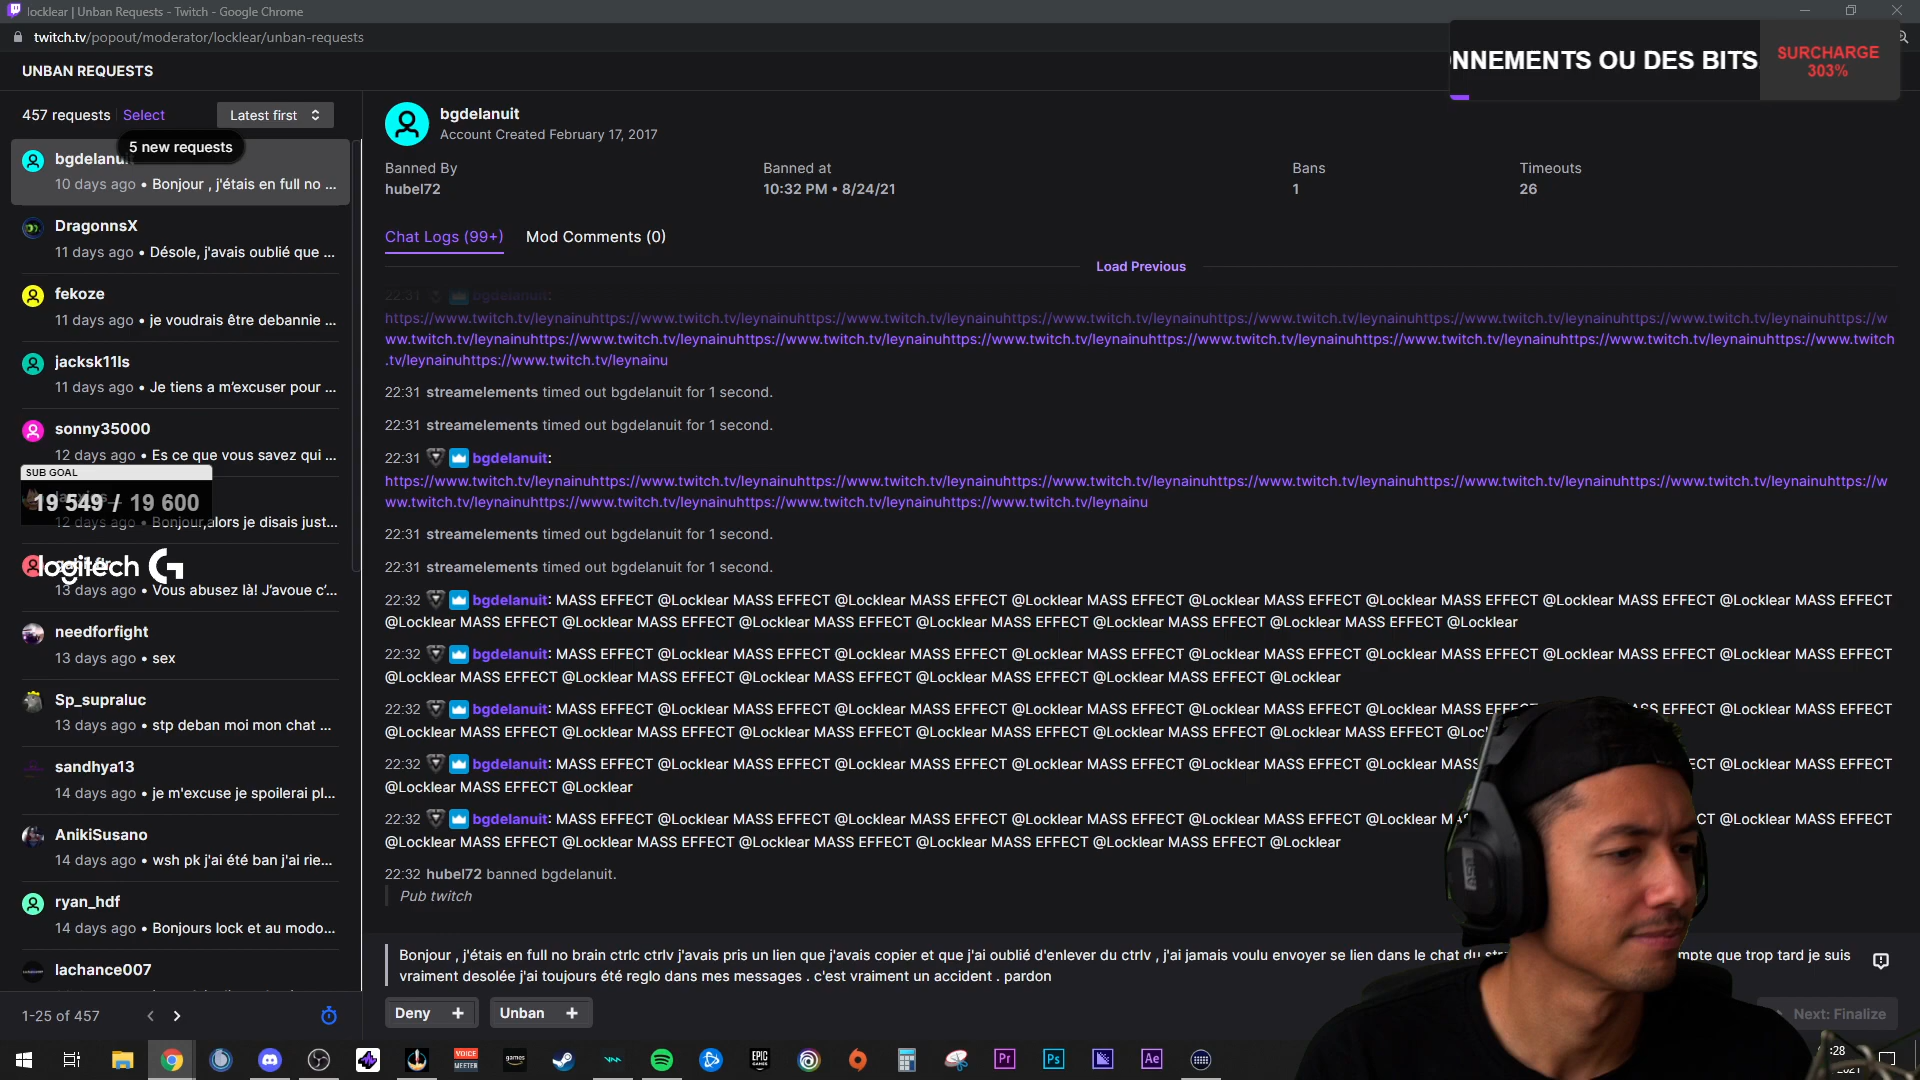 locklear | Unban Requests - Twitch - Google Chrome
twitch.tv/popout/moderator/locklear/unban-requests
NNEMENTS OU DES BITS
SURCHARGE
303%
UNBAN REQUESTS
457 requests
Select
Latest first
5 new requests
bgdelanuit
10 days ago • Bonjour , j'étais en full no ...
DragonnsX
11 days ago • Désole, j'avais oublié que ...
fekoze
11 days ago • je voudrais être debannie ...
jacksk11ls
11 days ago • Je tiens a m’excuser pour ...
sonny35000
12 days ago • Es ce que vous savez qui ...
SUB GOAL
19 549 / 19 600
12 days ago • Bonjour,alors je disais just...
logitech G
13 days ago • Vous abusez là! J’avoue c’...
needforfight
13 days ago • sex
Sp_supraluc
13 days ago • stp deban moi mon chat ...
sandhya13
14 days ago • je m'excuse je spoilerai pl...
AnikiSusano
14 days ago • wsh pk j'ai été ban j'ai rie...
ryan_hdf
14 days ago • Bonjours lock et au modo...
lachance007
1-25 of 457
bgdelanuit
Account Created February 17, 2017
Banned By
hubel72
Banned at
10:32 PM • 8/24/21
Bans
1
Timeouts
26
Chat Logs (99+)
Mod Comments (0)
Load Previous
22:31 bgdelanuit:
https://www.twitch.tv/leynainuhttps://www.twitch.tv/leynainuhttps://www.twitch.tv/leynainuhttps://www.twitch.tv/leynainuhttps://www.twitch.tv/leynainuhttps://www.twitch.tv/leynainuhttps://www.twitch.tv/leynainuhttps://w
ww.twitch.tv/leynainuhttps://www.twitch.tv/leynainuhttps://www.twitch.tv/leynainuhttps://www.twitch.tv/leynainuhttps://www.twitch.tv/leynainuhttps://www.twitch.tv/leynainuhttps://www.twitch.tv/leynainuhttps://www.twitch
.tv/leynainuhttps://www.twitch.tv/leynainu
22:31 streamelements timed out bgdelanuit for 1 second.
22:31 streamelements timed out bgdelanuit for 1 second.
22:31 bgdelanuit:
https://www.twitch.tv/leynainuhttps://www.twitch.tv/leynainuhttps://www.twitch.tv/leynainuhttps://www.twitch.tv/leynainuhttps://www.twitch.tv/leynainuhttps://www.twitch.tv/leynainuhttps://www.twitch.tv/leynainuhttps://w
ww.twitch.tv/leynainuhttps://www.twitch.tv/leynainuhttps://www.twitch.tv/leynainuhttps://www.twitch.tv/leynainu
22:31 streamelements timed out bgdelanuit for 1 second.
22:31 streamelements timed out bgdelanuit for 1 second.
22:32 bgdelanuit: MASS EFFECT @Locklear MASS EFFECT @Locklear MASS EFFECT @Locklear MASS EFFECT @Locklear MASS EFFECT @Locklear MASS EFFECT @Locklear MASS EFFECT @Locklear MASS EFFECT
@Locklear MASS EFFECT @Locklear MASS EFFECT @Locklear MASS EFFECT @Locklear MASS EFFECT @Locklear MASS EFFECT @Locklear MASS EFFECT @Locklear
22:32 bgdelanuit: MASS EFFECT @Locklear MASS EFFECT @Locklear MASS EFFECT @Locklear MASS EFFECT @Locklear MASS EFFECT @Locklear MASS EFFECT @Locklear MASS EFFECT @Locklear MASS EFFECT
@Locklear MASS EFFECT @Locklear MASS EFFECT @Locklear MASS EFFECT @Locklear MASS EFFECT @Locklear MASS EFFECT @Locklear
22:32 bgdelanuit: MASS EFFECT @Locklear MASS EFFECT @Locklear MASS EFFECT @Locklear MASS EFFECT @Locklear MASS EFFECT @Locklear MASS MASS EFFECT @Locklear MASS EFFECT
@Locklear MASS EFFECT @Locklear MASS EFFECT @Locklear MASS EFFECT @Locklear MASS EFFECT @Locklear MASS EFFECT
22:32 bgdelanuit: MASS EFFECT @Locklear MASS EFFECT @Locklear MASS EFFECT @Locklear MASS EFFECT @Locklear MASS EFFECT @Locklear @Locklear MASS EFFECT
@Locklear MASS EFFECT @Locklear
22:32 bgdelanuit: MASS EFFECT @Locklear MASS EFFECT @Locklear MASS EFFECT @Locklear MASS EFFECT @Locklear MASS EFFECT @Locklear @Locklear MASS EFFECT
@Locklear MASS EFFECT @Locklear MASS EFFECT @Locklear MASS EFFECT @Locklear MASS EFFECT @Locklear MASS EFFECT @Locklear
22:32 hubel72 banned bgdelanuit.
Pub twitch
Bonjour , j'étais en full no brain ctrlc ctrlv j'avais pris un lien que j'avais copier et que j'ai oublié d'enlever du ctrlv , j'ai jamais voulu envoyer se lien dans le chat du mpte que trop tard je suis
vraiment desolée j'ai toujours été reglo dans mes messages . c'est vraiment un accident . pardon
Deny +
Unban +
Next: Finalize
VOICE
MEETER
games
EPIC
GAMES
Pr
Ps
Ae
:28